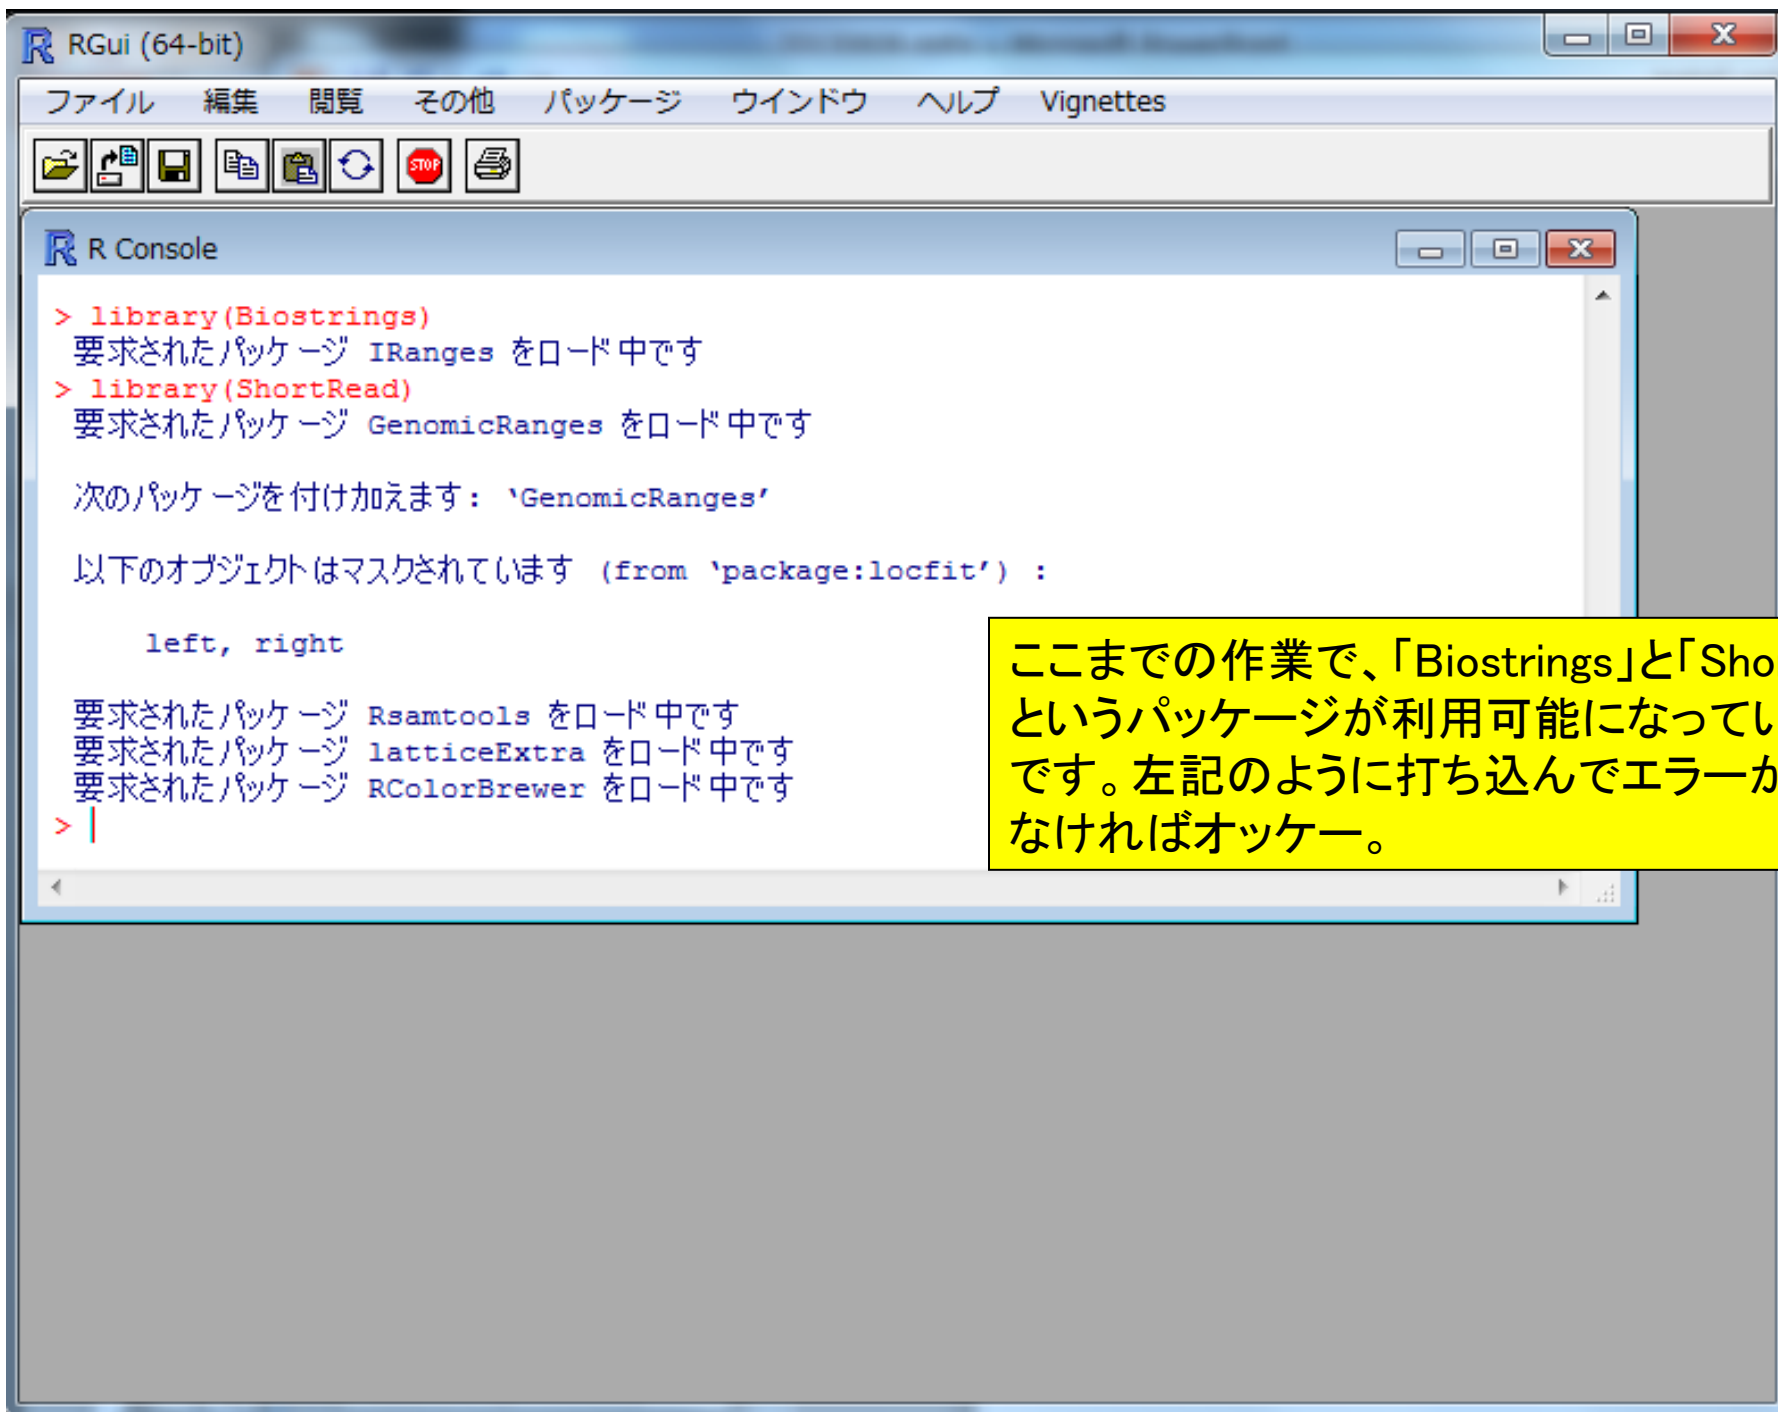 RGui (64-bit)
ファイル 編集 閲覧 その他 パッケージ ウインドウ ヘルプ Vignettes
STOP
R Console
> library(Biostrings)
要求されたパッケージ IRanges をロード中です
> library(ShortRead)
要求されたパッケージ GenomicRanges をロード中です
次のパッケージを付け加えます: ‘GenomicRanges’
以下のオブジェクトはマスクされています (from ‘package:locfit’) :
left, right
要求されたパッケージ Rsamtools をロード中です
要求されたパッケージ latticeExtra をロード中です
要求されたパッケージ RColorBrewer をロード中です
>
ここまでの作業で、「Biostrings」と「Sho
というパッケージが利用可能になってい
です。左記のように打ち込んでエラーが
なければオッケー。